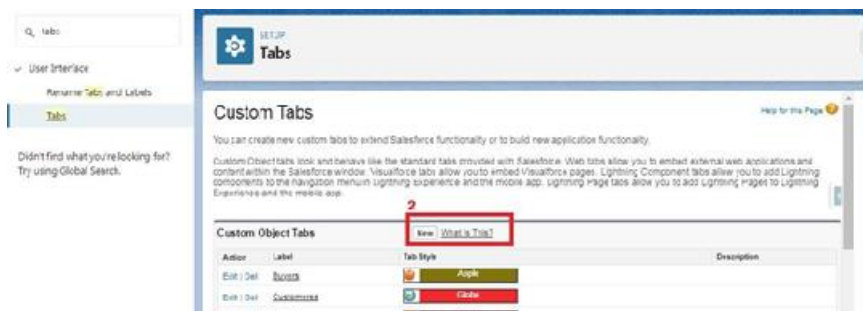 tabs
User Interface
Rename Tabs and Labels
Tabs
Didn't find what you're looking for?
Try using Global Search.
SETUP
Tabs
Custom Tabs
Help for this Page
You can create new custom tabs to extend Salesforce functionality or to build new application functionality.
Custom Object tabs look and behave like the standard tabs provided with Salesforce. Web tabs allow you to embed external web applications and
content within the Salesforce window. Visualforce tabs allow you to embed Visualforce pages. Lightning Component tabs allow you to add Lightning
components to the navigation menu in Lightning Experience and the mobile app. Lightning Page tabs allow you to add Lightning Pages to Lightning
Experience and the mobile app.
2
Custom Object Tabs New What Is This?
Action Label Tab Style Description
Edit | Del Buyers Apple
Edit | Del Customeres Globe